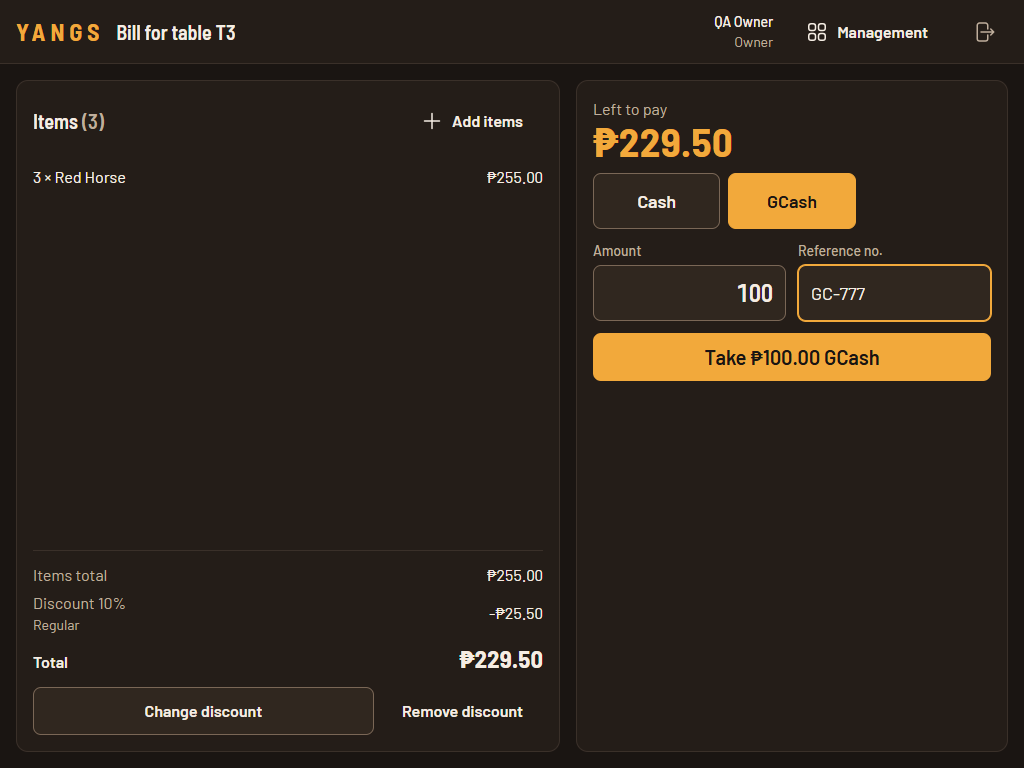 YANGS Bill for table T3
QA Owner
Owner
Management
Items (3)
Add items
3 × Red Horse ₱255.00
Items total ₱255.00
Discount 10% -₱25.50
Regular
Total ₱229.50
Change discount Remove discount
Left to pay
₱229.50
Cash GCash
Amount Reference no.
100 GC-777
Take ₱100.00 GCash